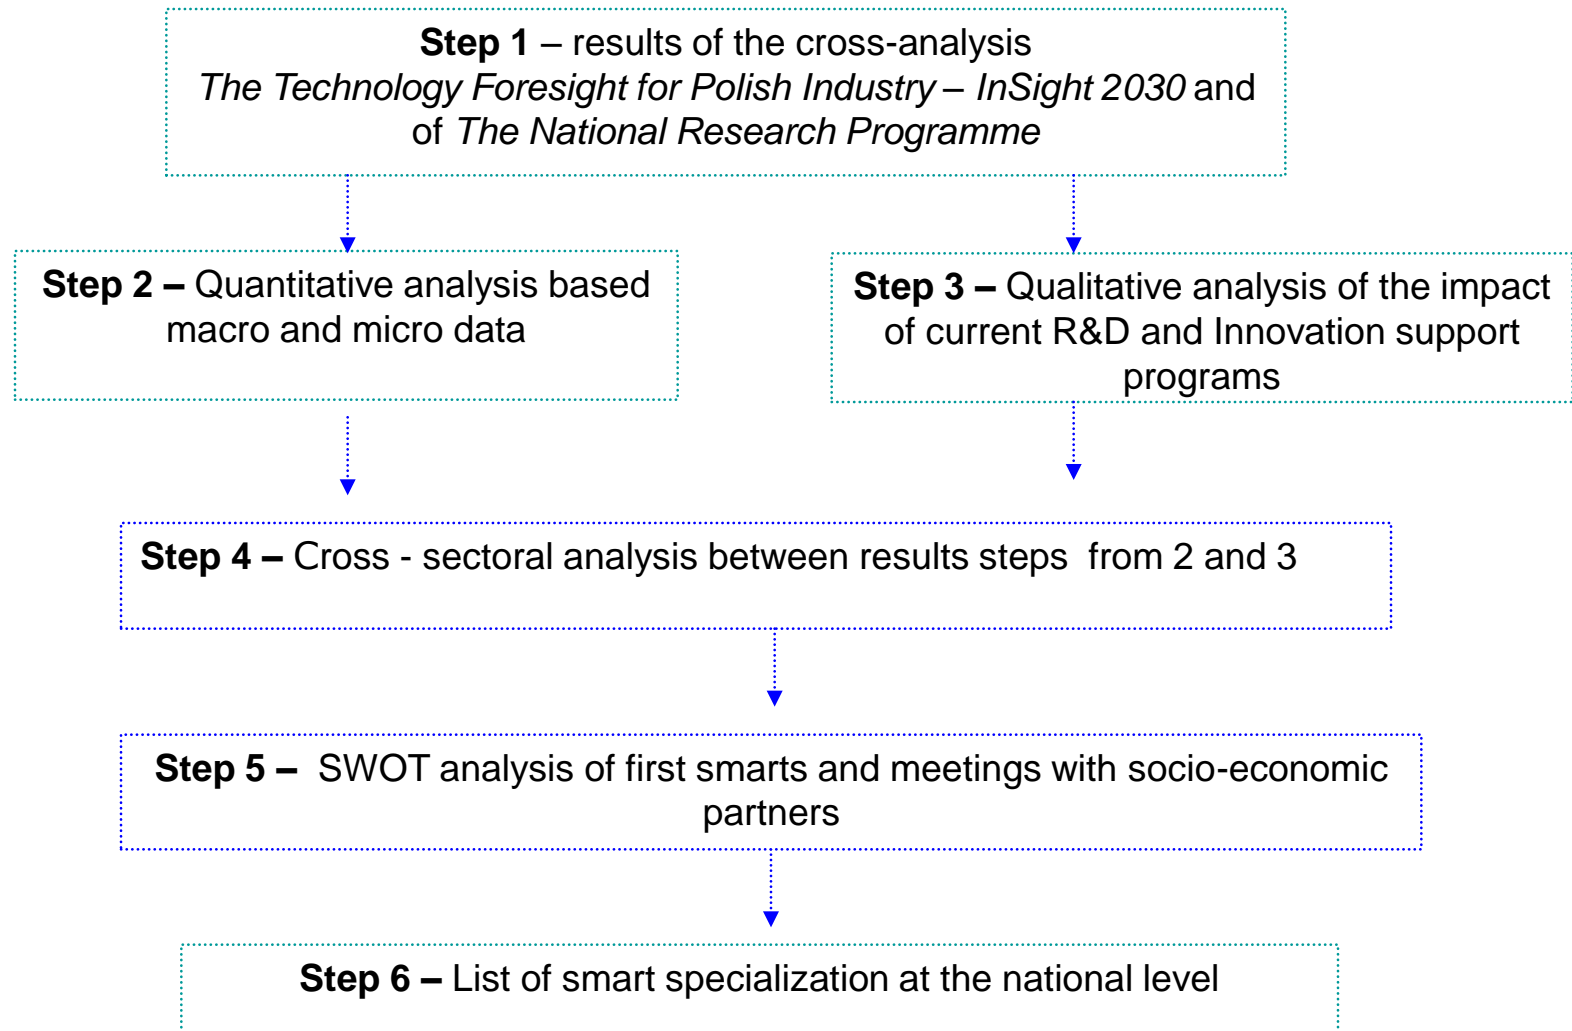 Step 1 – results of the cross-analysis
The Technology Foresight for Polish Industry – InSight 2030 and
of The National Research Programme
Step 2 – Quantitative analysis based
macro and micro data
Step 3 – Qualitative analysis of the impact
of current R&D and Innovation support
programs
Step 4 – Cross - sectoral analysis between results steps  from 2 and 3
Step 5 –  SWOT analysis of first smarts and meetings with socio-economic
partners
Step 6 – List of smart specialization at the national level